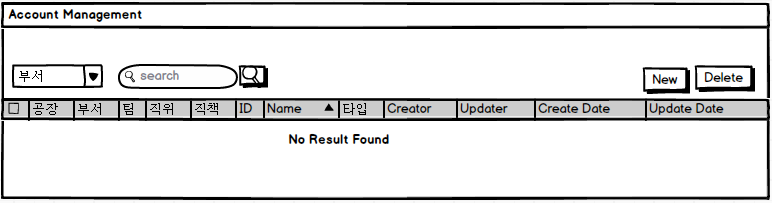 Account Management
부서 search New Delete
공장 부서 팀 직위 직책 ID Name 타입 Creator Updater Create Date Update Date
No Result Found